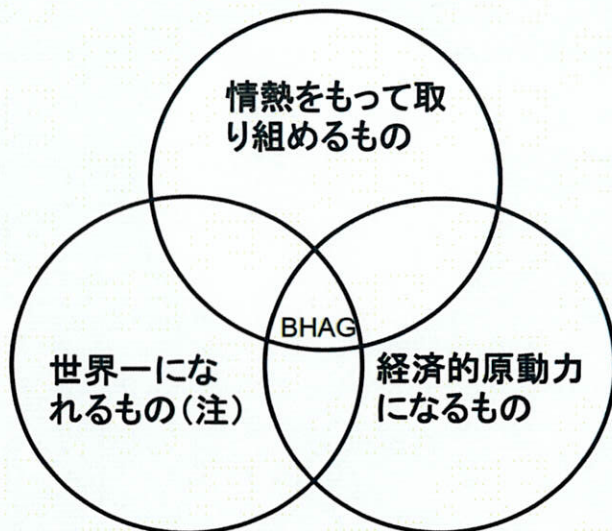 情熱をもって取
り組めるもの
BHAG
世界一にな
れるもの(注)
経済的原動力
になるもの